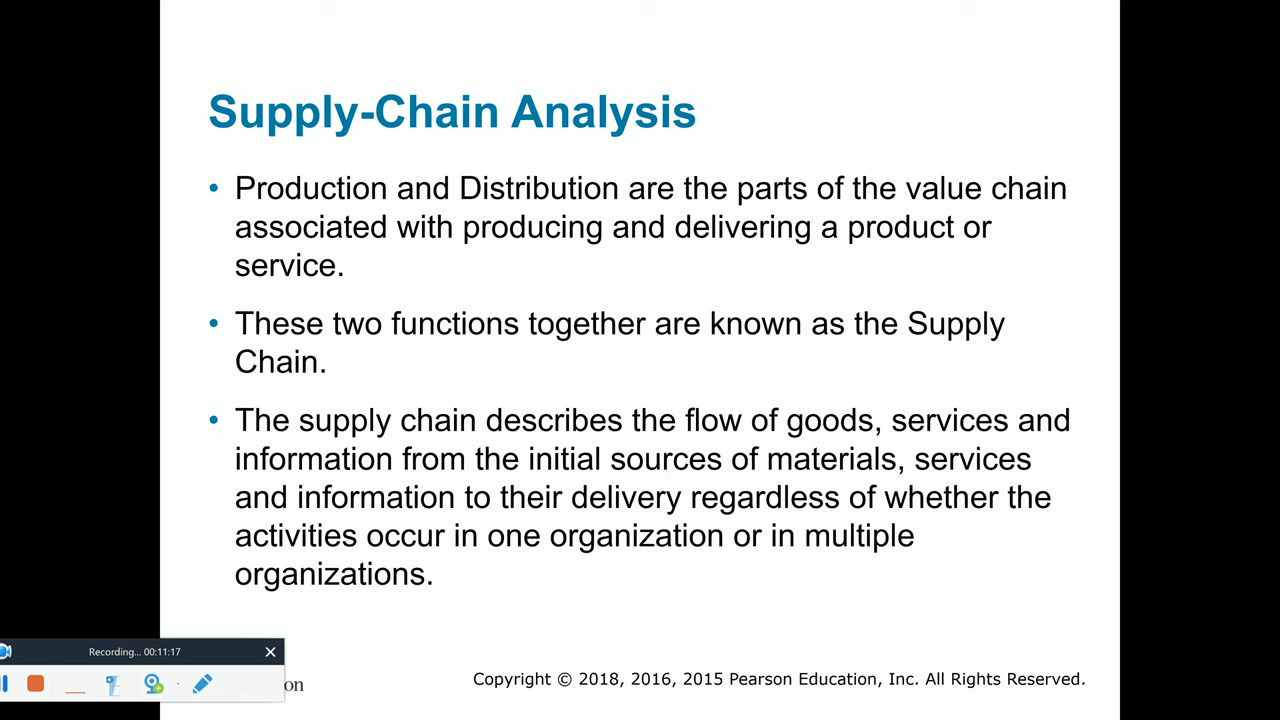 Supply-Chain Analysis
• Production and Distribution are the parts of the value chain
associated with producing and delivering a product or
service.
• These two functions together are known as the Supply
Chain.
• The supply chain describes the flow of goods, services and
information from the initial sources of materials, services
and information to their delivery regardless of whether the
activities occur in one organization or in multiple
organizations.
Recording... 00:11:17
on
Copyright © 2018, 2016, 2015 Pearson Education, Inc. All Rights Reserved.